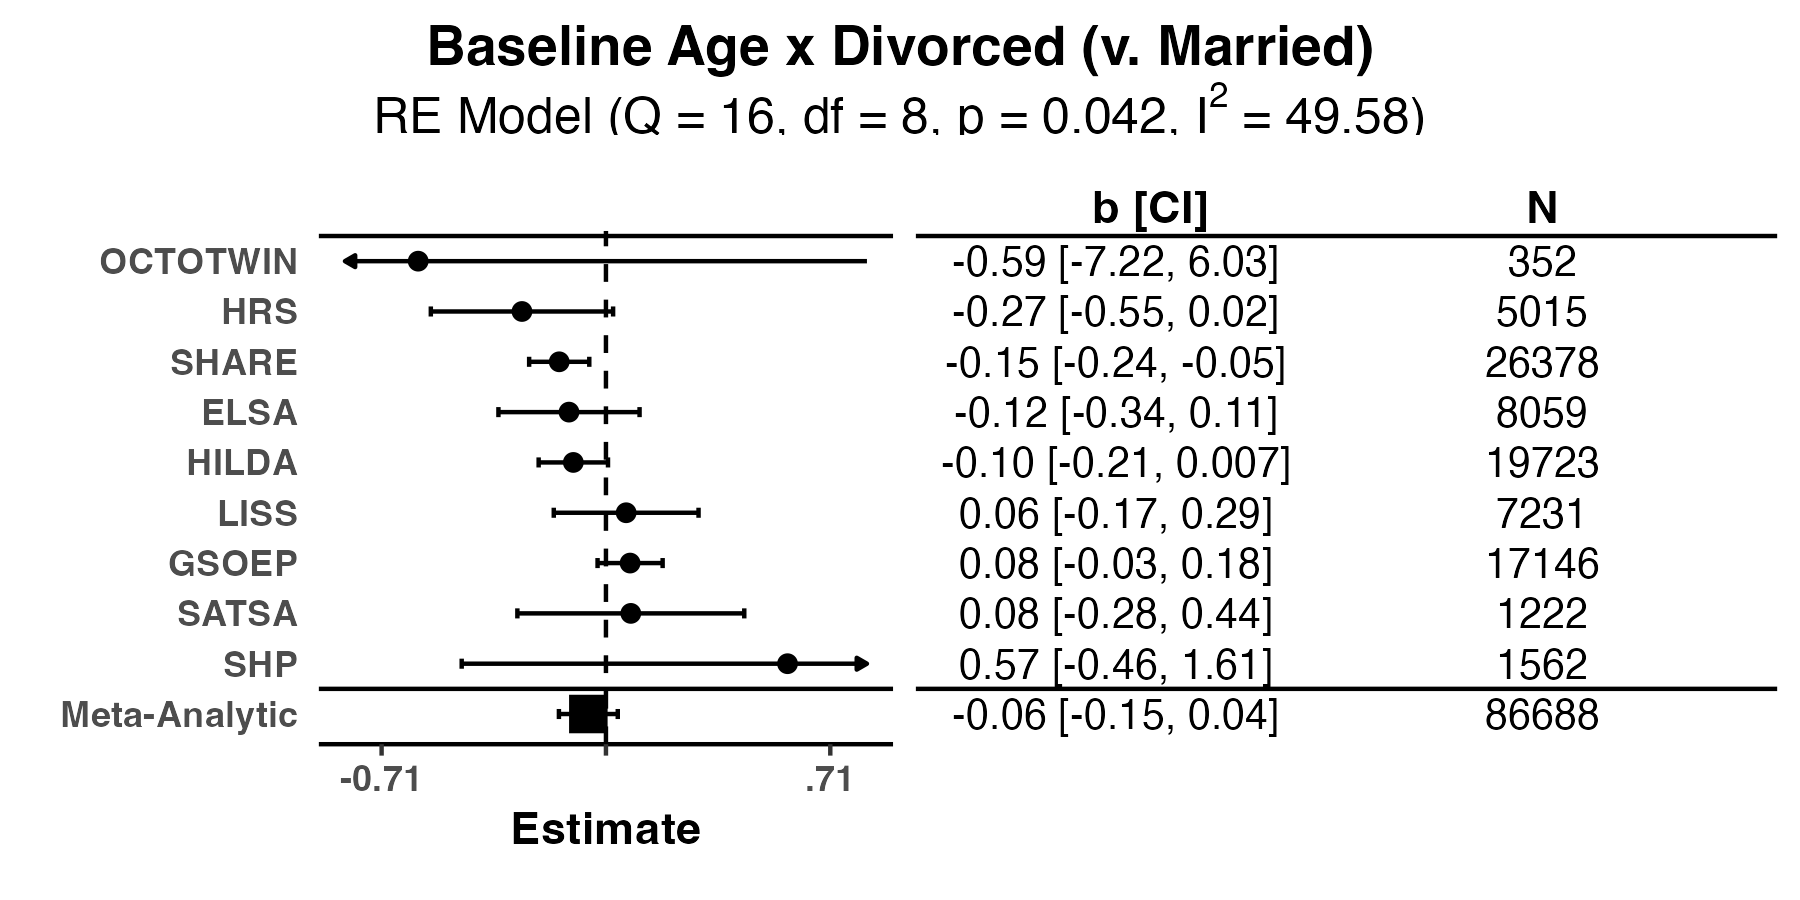 Baseline Age x Divorced (v. Married)
RE Model (Q = 16, df = 8, p = 0.042, I² = 49.58)
b [CI] N
OCTOTWIN -0.59 [-7.22, 6.03] 352
HRS -0.27 [-0.55, 0.02] 5015
SHARE -0.15 [-0.24, -0.05] 26378
ELSA -0.12 [-0.34, 0.11] 8059
HILDA -0.10 [-0.21, 0.007] 19723
LISS 0.06 [-0.17, 0.29] 7231
GSOEP 0.08 [-0.03, 0.18] 17146
SATSA 0.08 [-0.28, 0.44] 1222
SHP 0.57 [-0.46, 1.61] 1562
Meta-Analytic -0.06 [-0.15, 0.04] 86688
-0.71 .71
Estimate